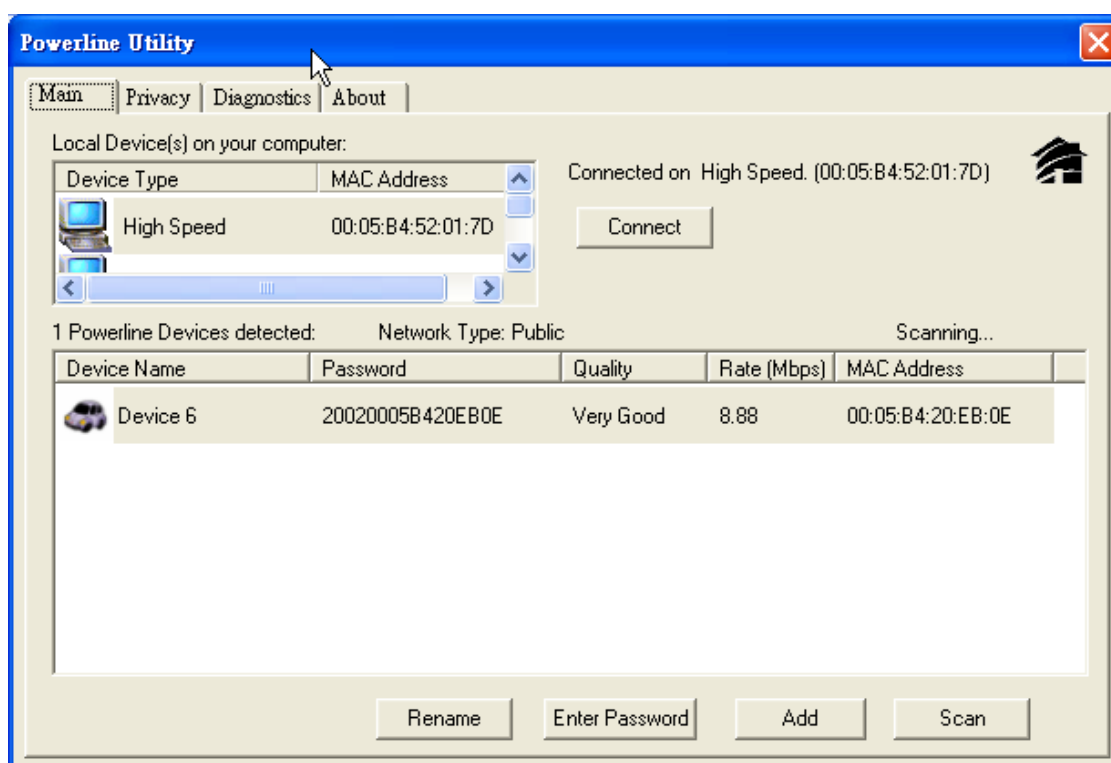 Powerline Utility
Main Privacy Diagnostics About
Local Device(s) on your computer:
Device Type MAC Address
High Speed 00:05:B4:52:01:7D
Connected on High Speed. (00:05:B4:52:01:7D)
Connect
1 Powerline Devices detected: Network Type: Public Scanning...
Device Name Password Quality Rate (Mbps) MAC Address
Device 6 20020005B420EB0E Very Good 8.88 00:05:B4:20:EB:0E
Rename Enter Password Add Scan